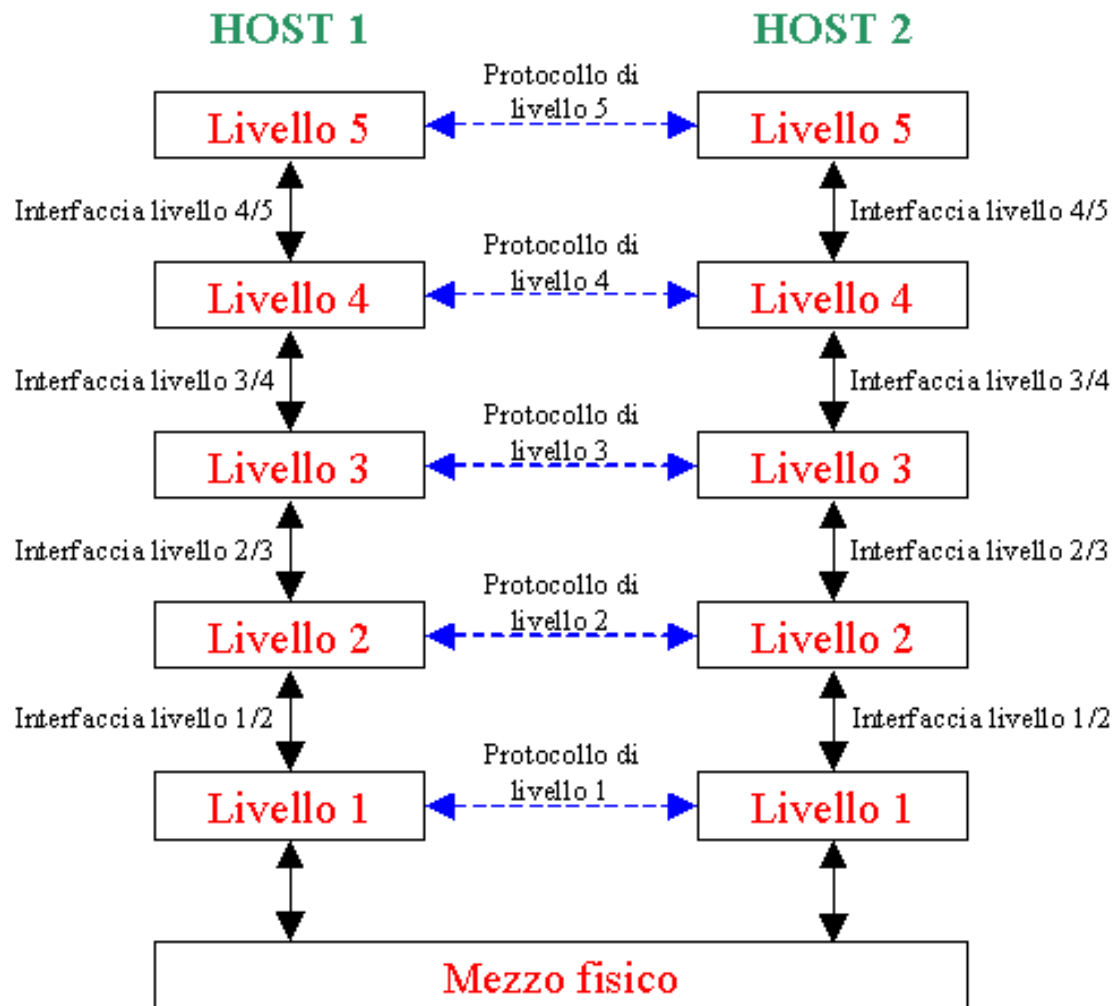 HOST 1
HOST 2
Protocollo di
livello 5
Livello 5
Livello 5
Interfaccia livello 4/5
Interfaccia livello 4/5
Protocollo di
livello 4
Livello 4
Livello 4
Interfaccia livello 3/4
Interfaccia livello 3/4
Protocollo di
livello 3
Livello 3
Livello 3
Interfaccia livello 2/3
Interfaccia livello 2/3
Protocollo di
livello 2
Livello 2
Livello 2
Interfaccia livello 1/2
Interfaccia livello 1/2
Protocollo di
livello 1
Livello 1
Livello 1
Mezzo fisico